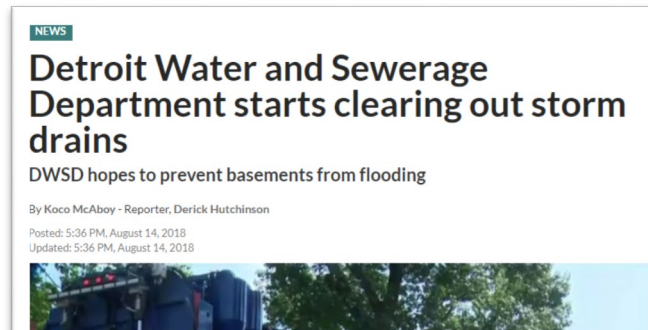 NEWS
Detroit Water and Sewerage
Department starts clearing out storm
drains
DWSD hopes to prevent basements from flooding
By Koco McAboy - Reporter, Derick Hutchinson
Posted: 5:36 PM, August 14, 2018
Updated: 5:36 PM, August 14, 2018